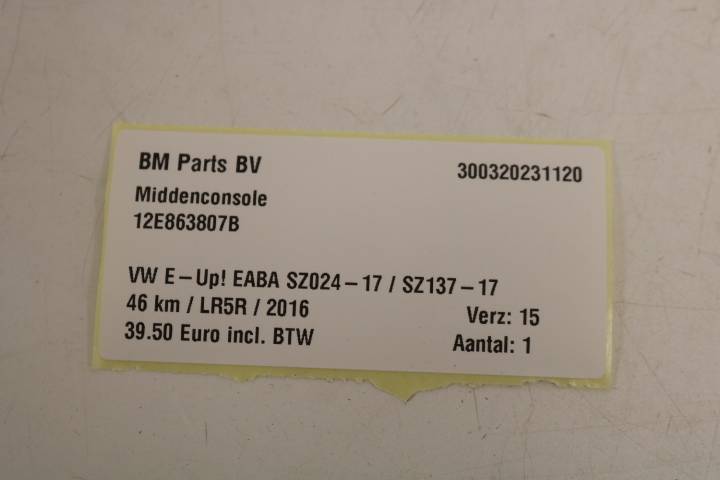 BM Parts BV 300320231120
Middenconsole
12E863807B
VW E-Up! EABA SZ024-17 / SZ137-17
46 km / LR5R / 2016 Verz: 15
39.50 Euro incl. BTW Aantal: 1